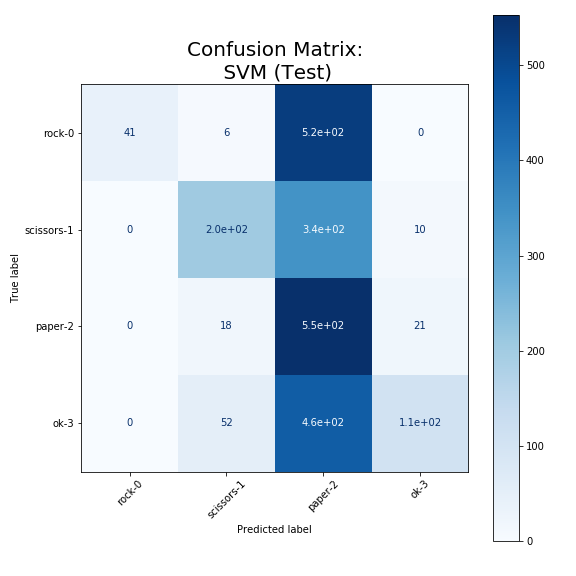 Confusion Matrix:
SVM (Test)
rock-0 41 6 5.2e+02 0
scissors-1 0 2.0e+02 3.4e+02 10
paper-2 0 18 5.5e+02 21
ok-3 0 52 4.6e+02 1.1e+02
rock-0 scissors-1 paper-2 ok-3
True label
Predicted label
500
400
300
200
100
0